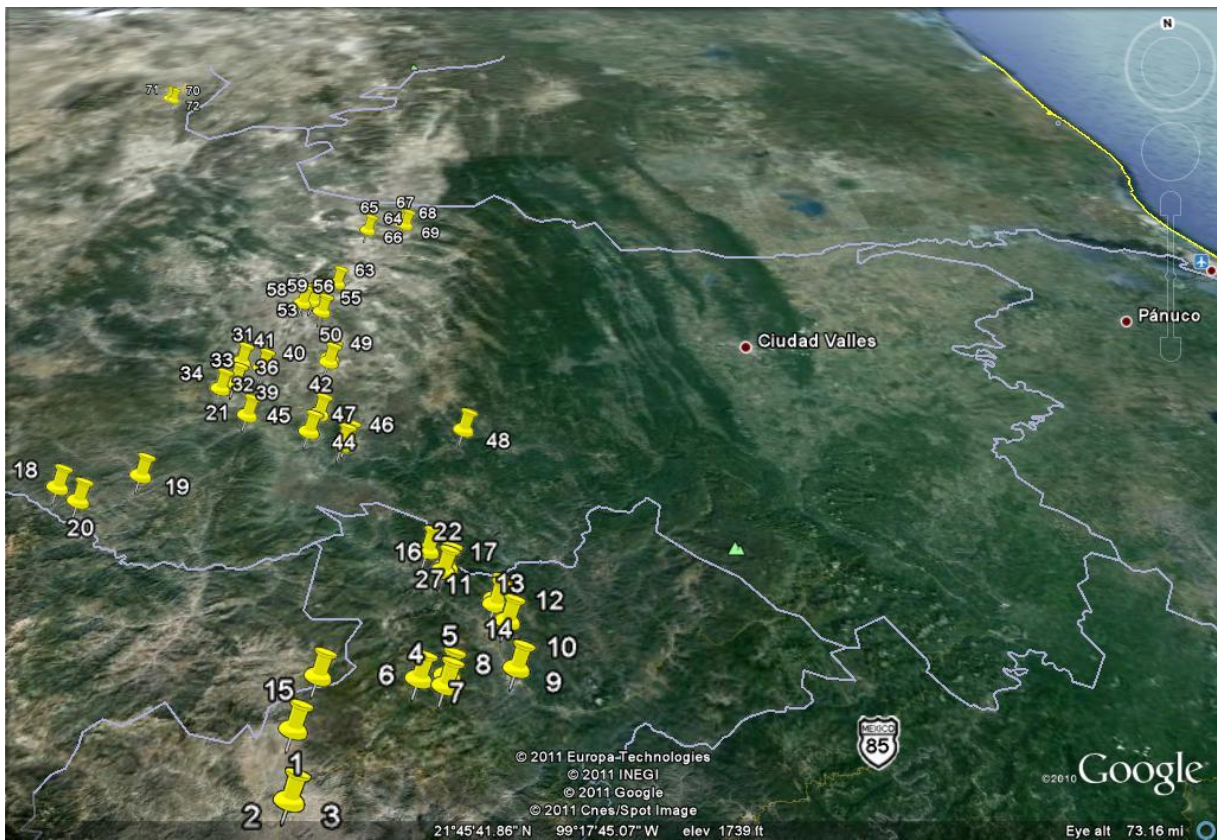 N
71 70
72
67
65 64 68
66 69
63
59 56
58 55
53
31 41 50 49
33 40
34 36
32 39 42
21 45 47 46
44 48
18 19
20
22
16 17
27 11 13
12
14
5
4 10
6 8
7 9
15
1
2 3
Pánuco
Ciudad Valles
MEXICO
85
© 2011 Europa Technologies
© 2011 INEGI
© 2011 Google
© 2011 Cnes/Spot Image
©2010 Google
21°45'41.86" N 99°17'45.07" W elev 1739 ft Eye alt 73.16 mi